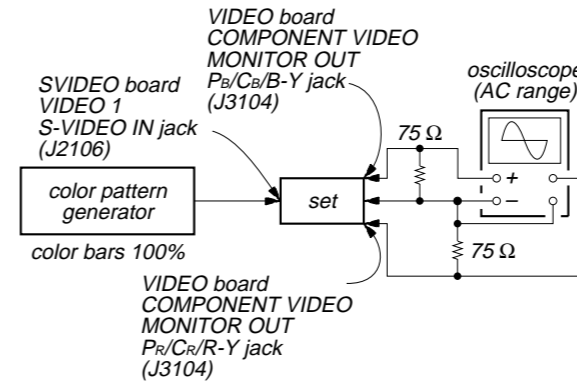 VIDEO board
COMPONENT VIDEO
MONITOR OUT
PB/CB/B-Y jack
(J3104)
oscilloscope
(AC range)
SVIDEO board
VIDEO 1
S-VIDEO IN jack
(J2106)
75 Ω
+
−
color pattern
generator
set
color bars 100%
75 Ω
VIDEO board
COMPONENT VIDEO
MONITOR OUT
PR/CR/R-Y jack
(J3104)